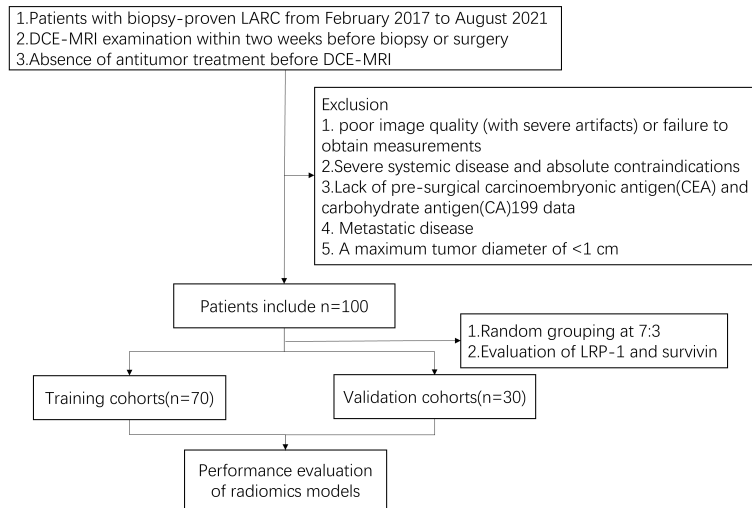 1.Patients with biopsy-proven LARC from February 2017 to August 2021
2.DCE-MRI examination within two weeks before biopsy or surgery
3.Absence of antitumor treatment before DCE-MRI
Exclusion
1. poor image quality (with severe artifacts) or failure to
obtain measurements
2.Severe systemic disease and absolute contraindications
3.Lack of pre-surgical carcinoembryonic antigen(CEA) and
carbohydrate antigen(CA)199 data
4. Metastatic disease
5. A maximum tumor diameter of <1 cm
Patients include n=100
1.Random grouping at 7:3
2.Evaluation of LRP-1 and survivin
Training cohorts(n=70)
Validation cohorts(n=30)
Performance evaluation
of radiomics models